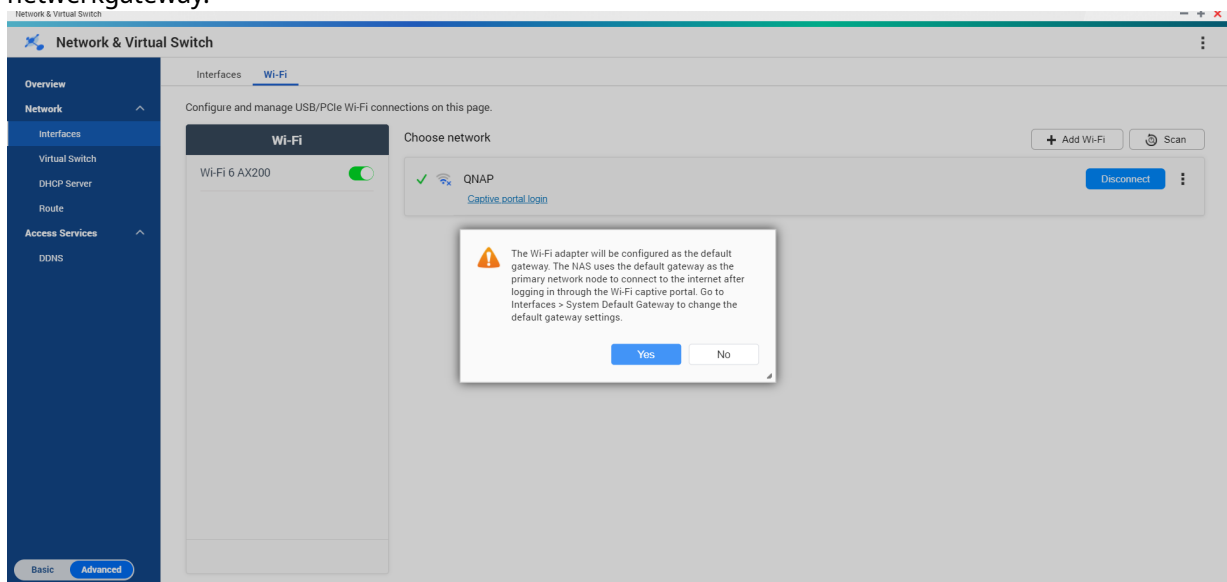 netwerkgateway.
Network & Virtual Switch
Network & Virtual Switch
Overview
Network
Interfaces
Virtual Switch
DHCP Server
Route
Access Services
DDNS
Basic Advanced
Interfaces Wi-Fi
Configure and manage USB/PCIe Wi-Fi connections on this page.
Wi-Fi
Wi-Fi 6 AX200
Choose network
+ Add Wi-Fi Scan
QNAP
Captive portal login
Disconnect
The Wi-Fi adapter will be configured as the default
gateway. The NAS uses the default gateway as the
primary network node to connect to the internet after
logging in through the Wi-Fi captive portal. Go to
Interfaces > System Default Gateway to change the
default gateway settings.
Yes No